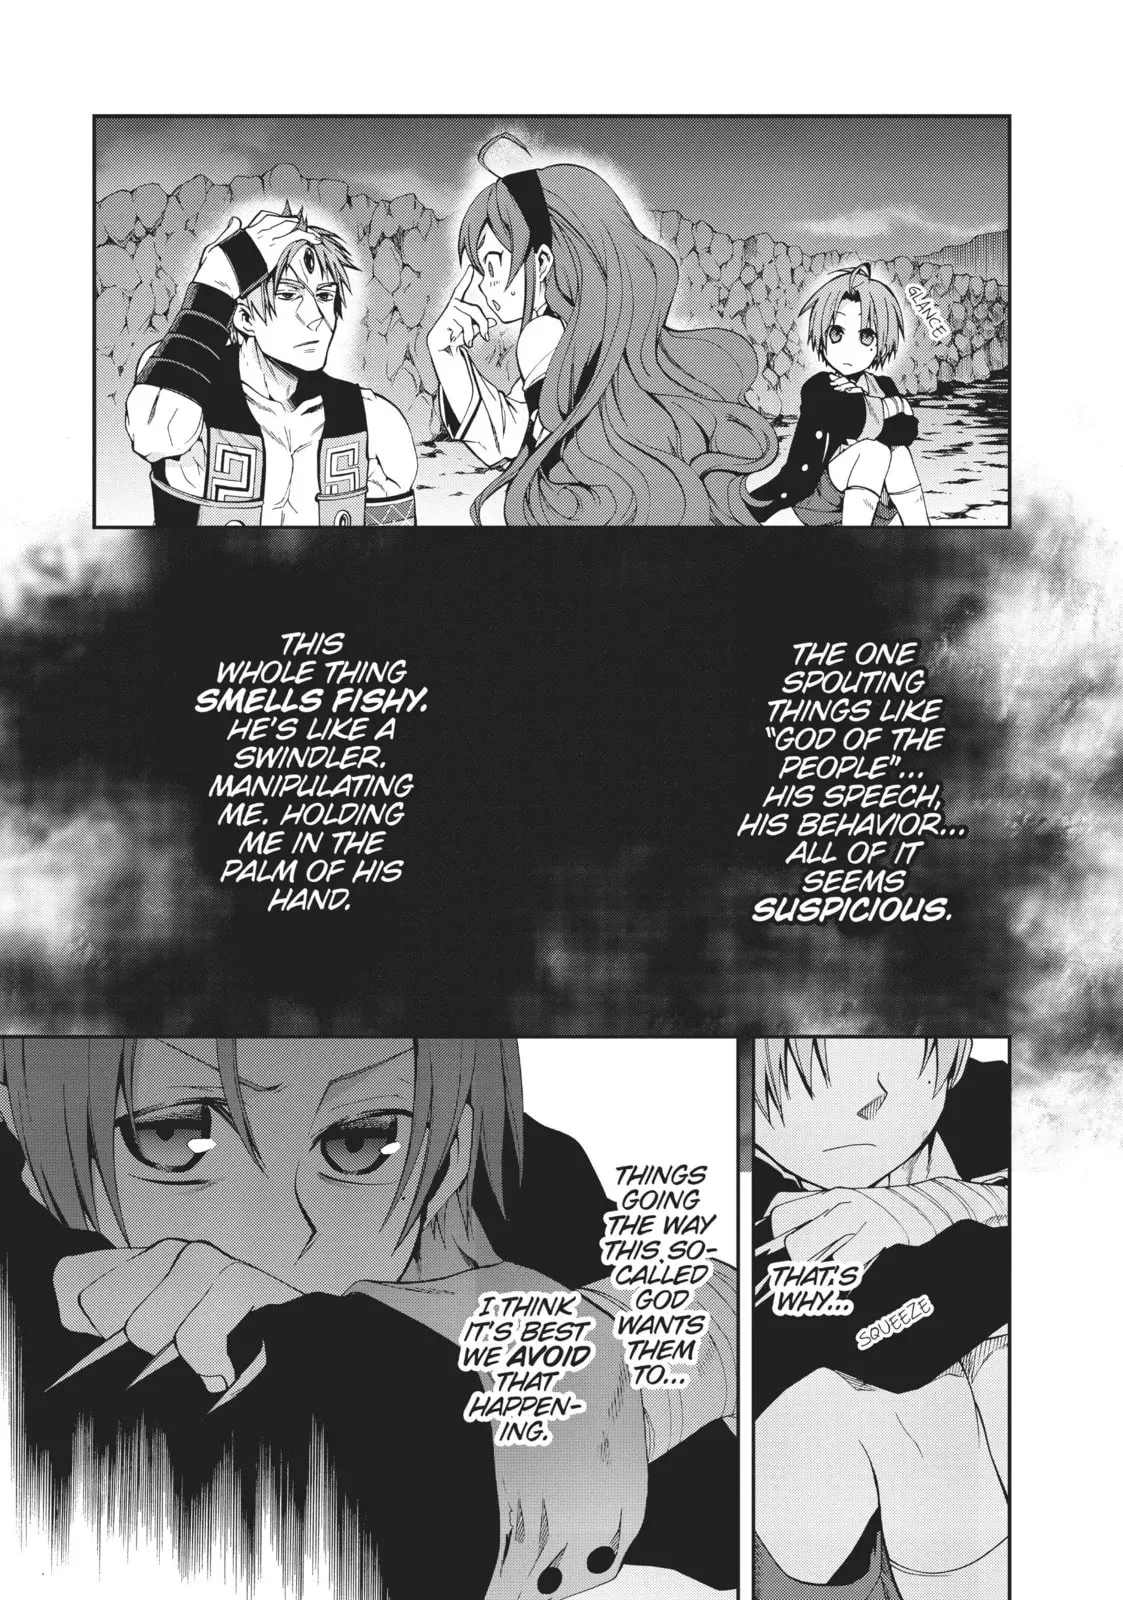 GLANCE
THE ONE
SPOUTING
THINGS LIKE
"GOD OF THE
PEOPLE"...
HIS SPEECH,
HIS BEHAVIOR...
ALL OF IT
SEEMS
SUSPICIOUS.
THIS
WHOLE THING
SMELLS FISHY.
HE'S LIKE A
SWINDLER.
MANIPULATING
ME. HOLDING
ME IN THE
PALM OF HIS
HAND.
THAT'S
WHY...
SQUEEZE
THINGS
GOING
THE WAY
THIS SO-
CALLED
GOD
WANTS
THEM
TO...
I THINK
IT'S BEST
WE AVOID
THAT
HAPPEN-
ING.